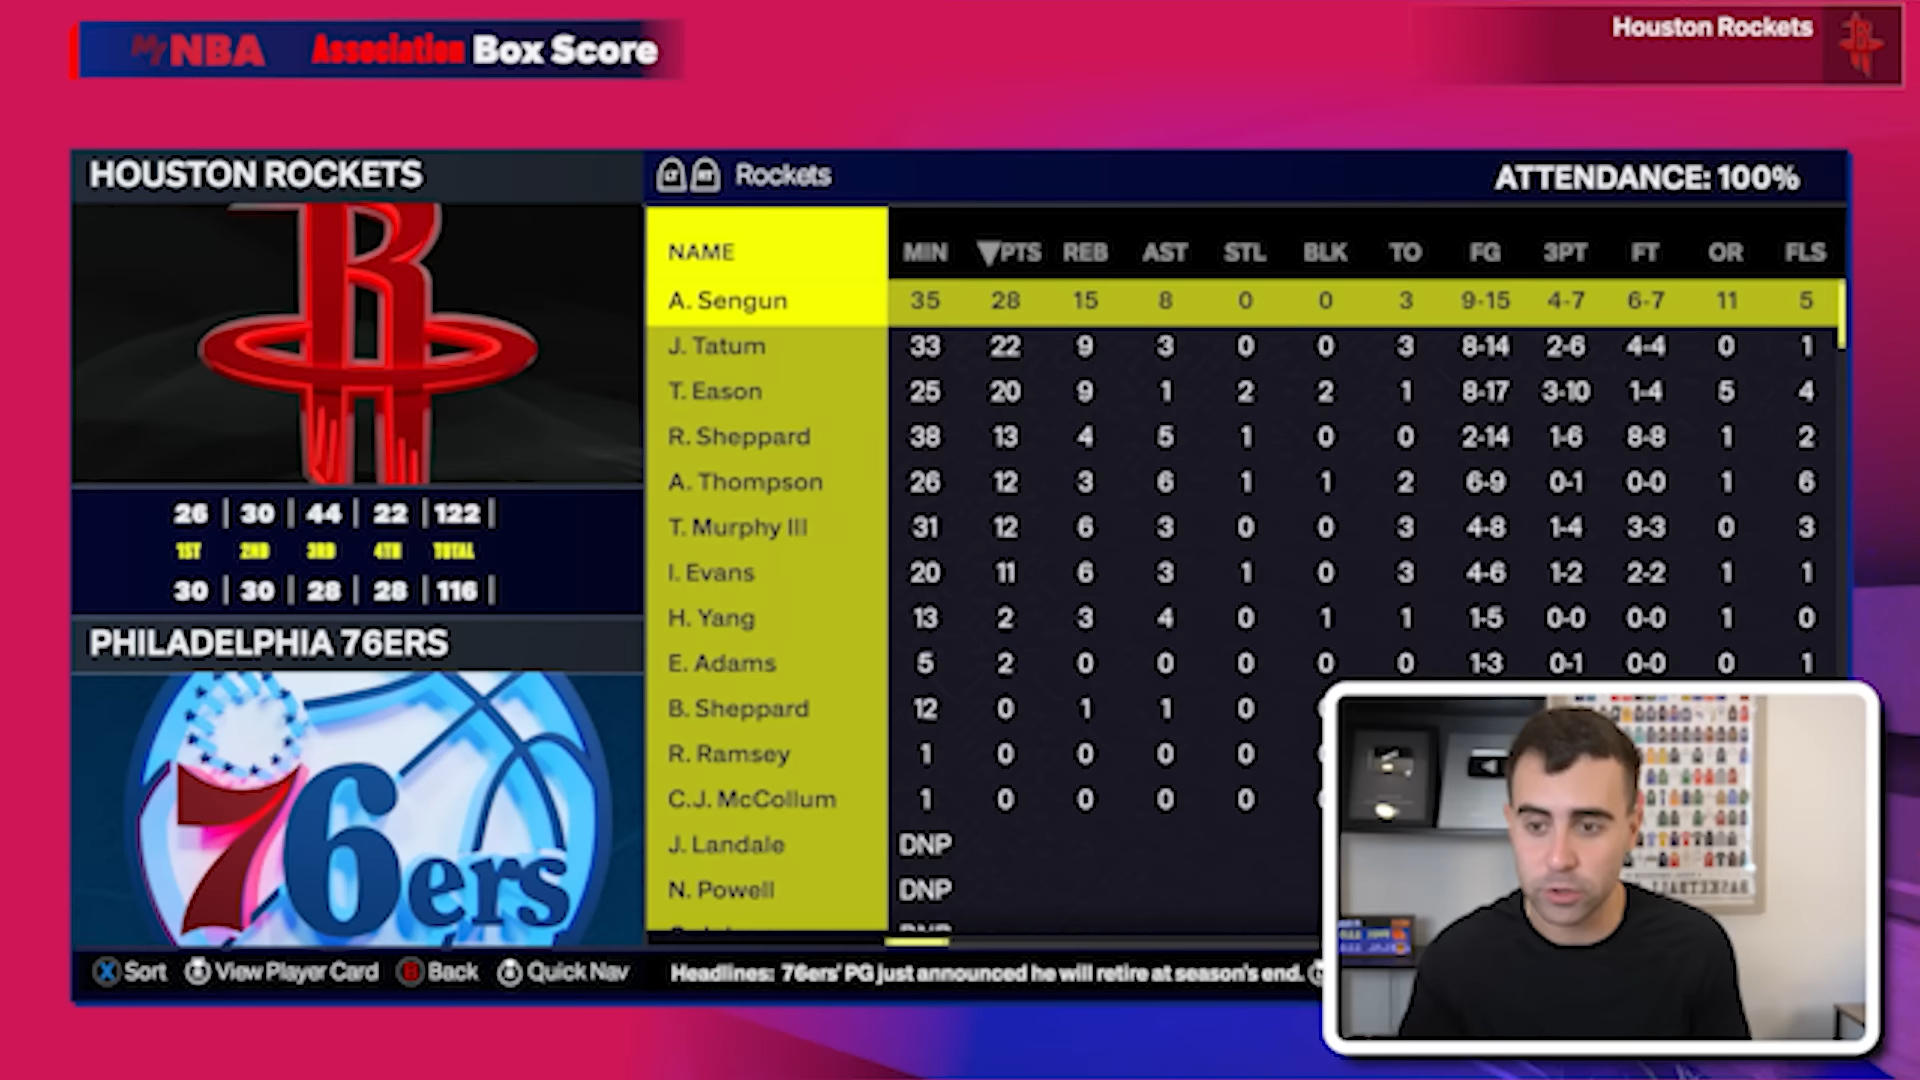 MyNBA Association Box Score
Houston Rockets
HOUSTON ROCKETS
26 | 30 | 44 | 22 | 122 |
1ST 2ND 3RD 4TH TOTAL
30 | 30 | 28 | 28 | 116 |
PHILADELPHIA 76ERS
76ers
LT RT Rockets ATTENDANCE: 100%
NAME MIN ▼PTS REB AST STL BLK TO FG 3PT FT OR FLS
A. Sengun 35 28 15 8 0 0 3 9-15 4-7 6-7 11 5
J. Tatum 33 22 9 3 0 0 3 8-14 2-6 4-4 0 1
T. Eason 25 20 9 1 2 2 1 8-17 3-10 1-4 5 4
R. Sheppard 38 13 4 5 1 0 0 2-14 1-6 8-8 1 2
A. Thompson 26 12 3 6 1 1 2 6-9 0-1 0-0 1 6
T. Murphy III 31 12 6 3 0 0 3 4-8 1-4 3-3 0 3
I. Evans 20 11 6 3 1 0 3 4-6 1-2 2-2 1 1
H. Yang 13 2 3 4 0 1 1 1-5 0-0 0-0 1 0
E. Adams 5 2 0 0 0 0 0 1-3 0-1 0-0 0 1
B. Sheppard 12 0 1 1 0
R. Ramsey 1 0 0 0 0
C.J. McCollum 1 0 0 0 0
J. Landale DNP
N. Powell DNP
X Sort View Player Card B Back Quick Nav
Headlines: 76ers' PG just announced he will retire at season's end.